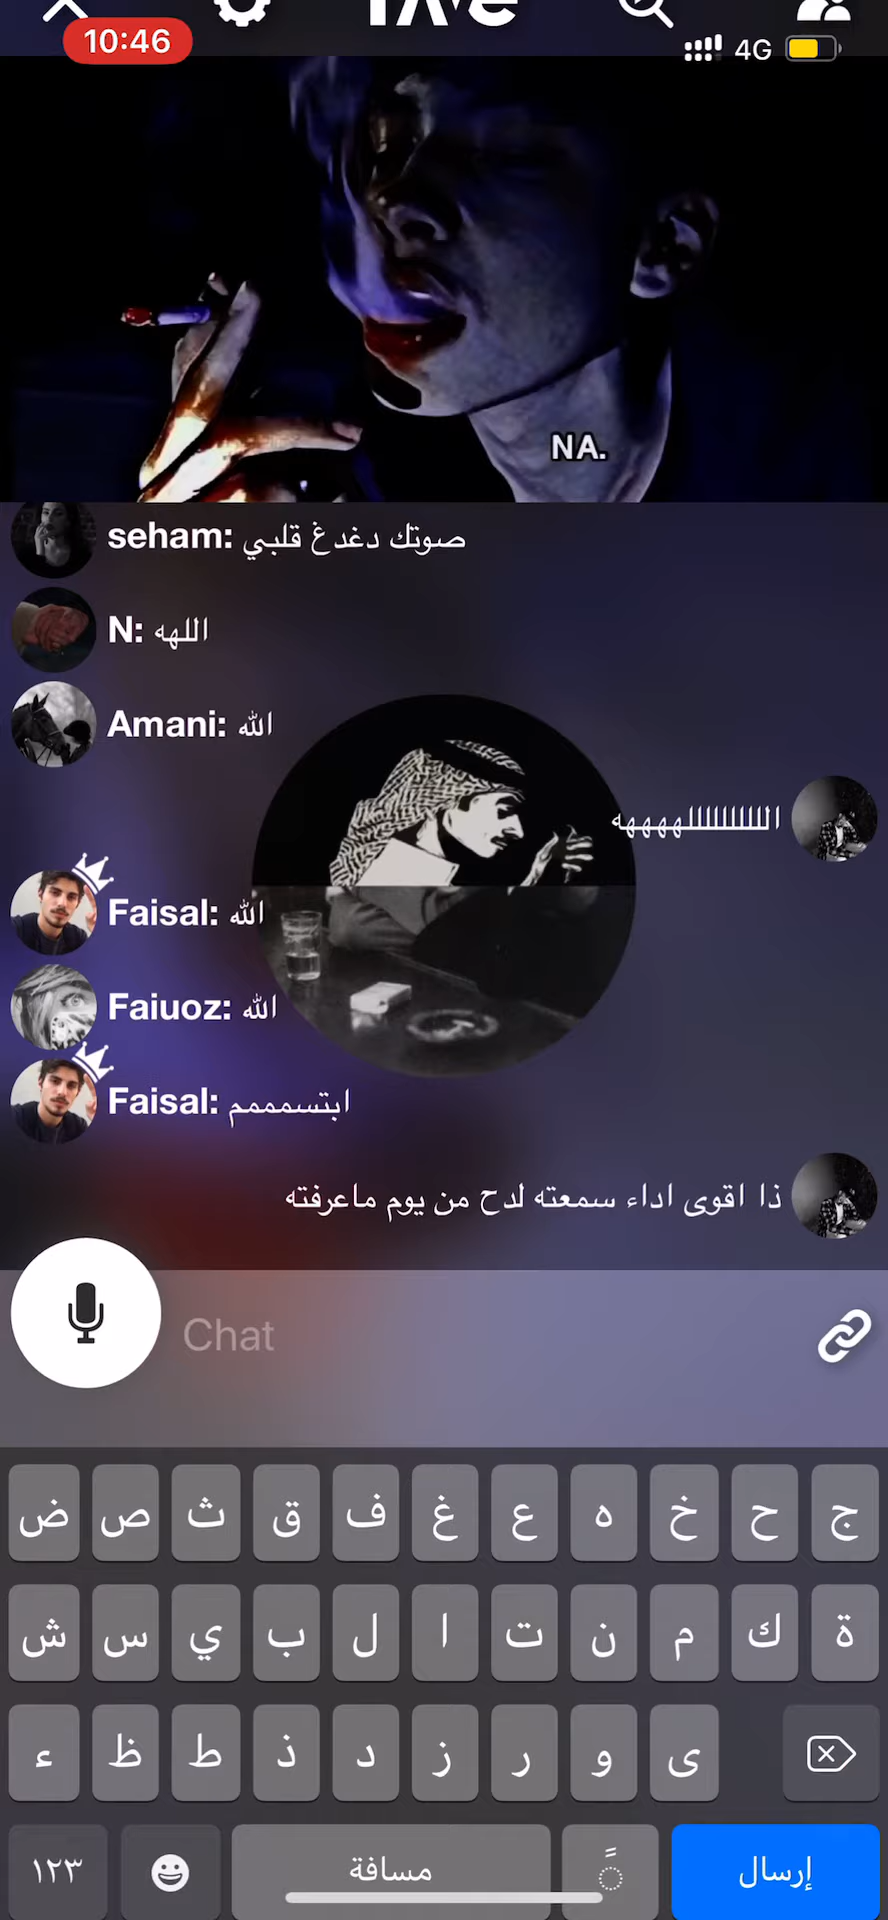 10:46
4G
NA.
seham: صوتك دغدغ قلبي
N: اللهه
Amani: الله
اللللللللللههههه
Faisal: الله
Faiuoz: الله
Faisal: ابتسمممم
ذا اقوى اداء سمعته لدح من يوم ماعرفته
Chat
ض ص ث ق ف غ ع ه خ ح ج
ش س ي ب ل ا ت ن م ك ة
ء ظ ط ذ د ز ر و ى
١٢٣ مسافة إرسال